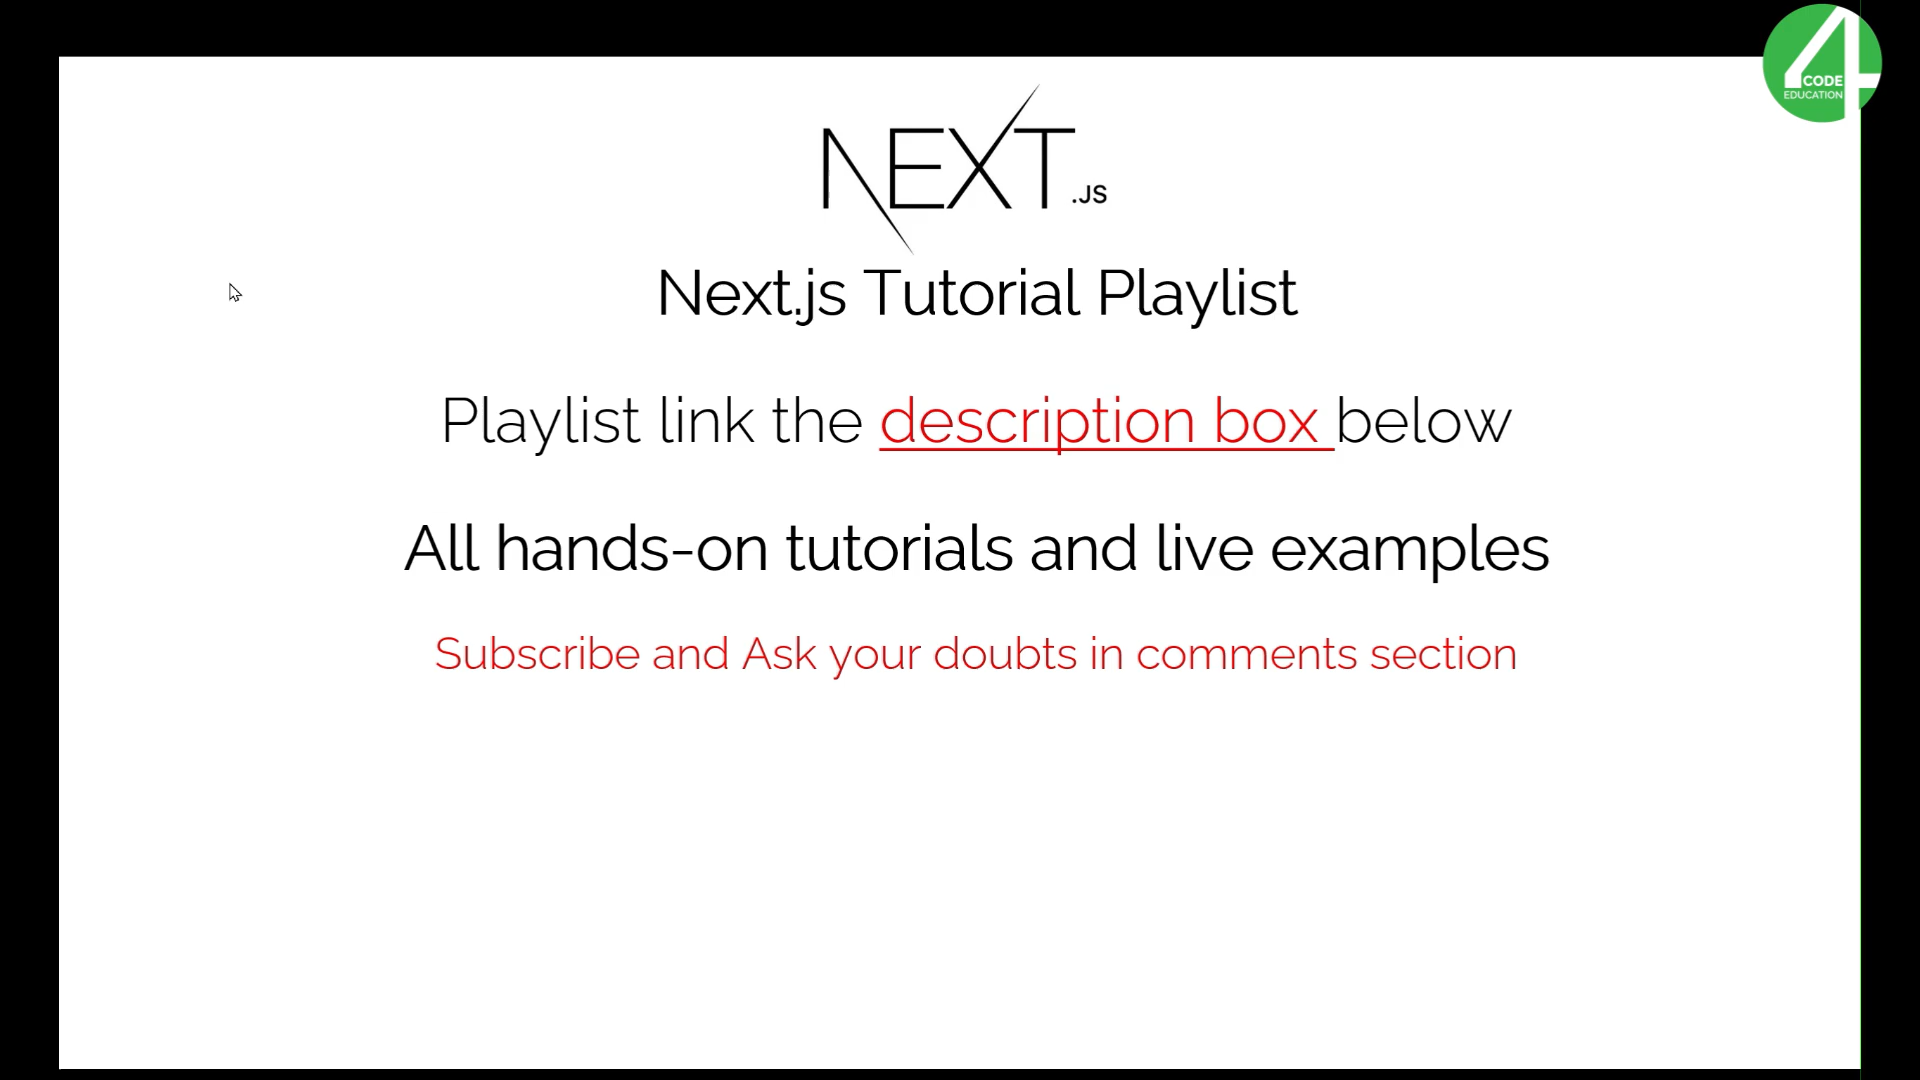 CODE
EDUCATION
NEXT.JS
Next.js Tutorial Playlist
Playlist link the description box below
All hands-on tutorials and live examples
Subscribe and Ask your doubts in comments section